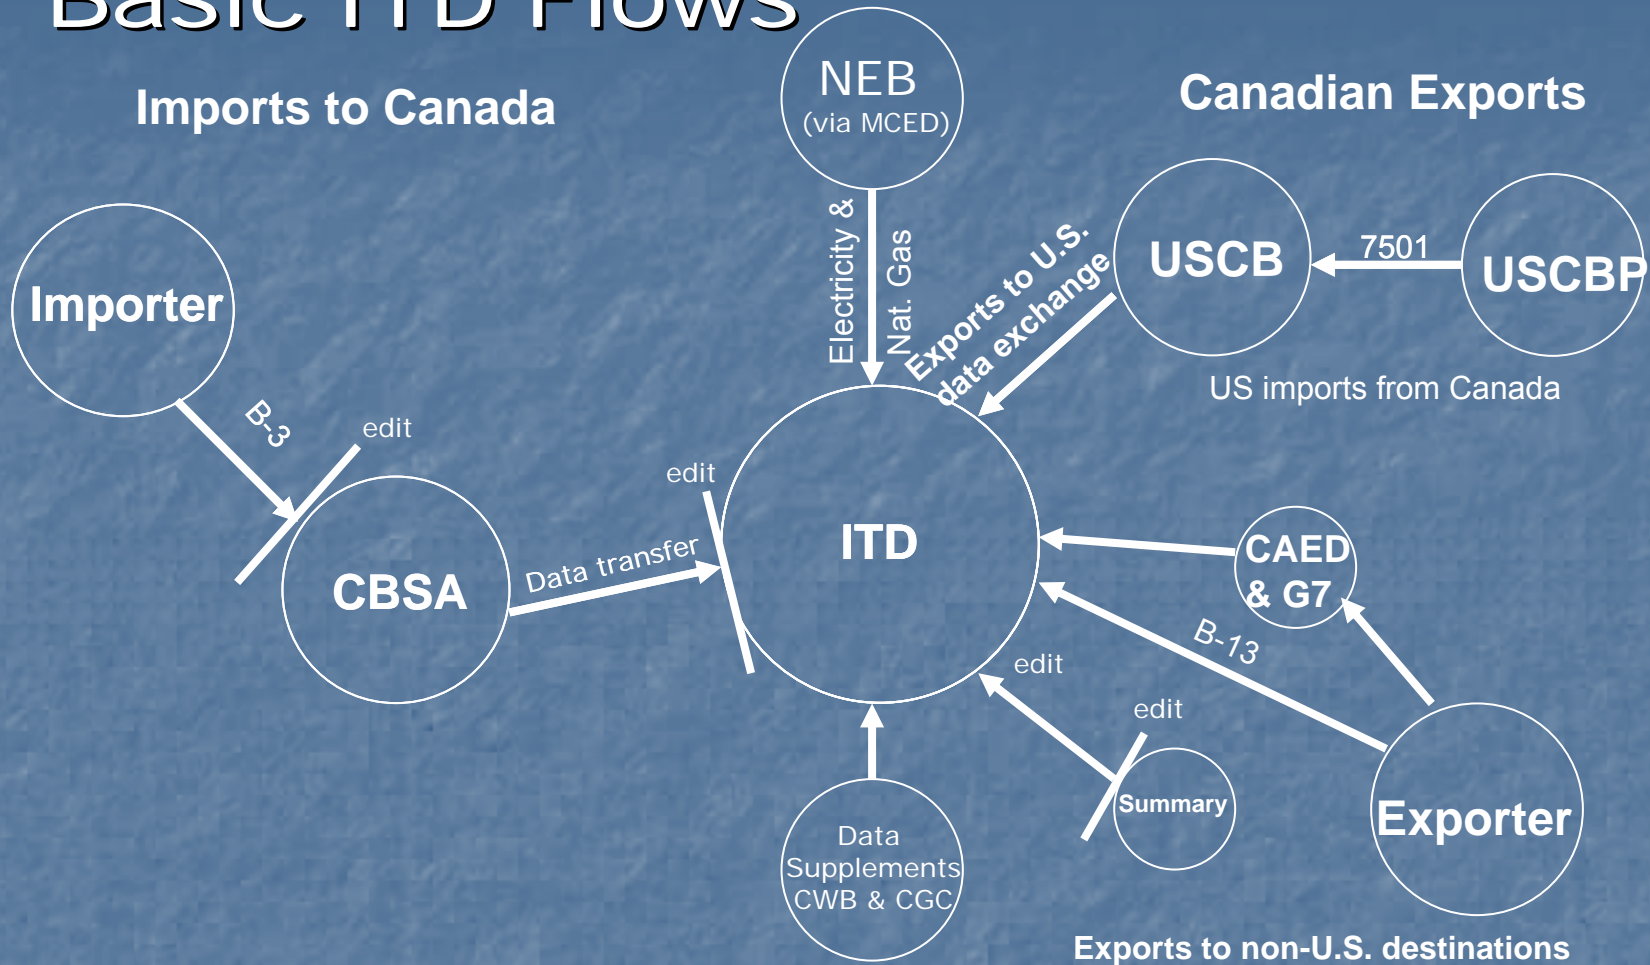 Basic ITD Flows
Imports to Canada
NEB
(via MCED)
Canadian Exports
Importer
B-3
edit
CBSA
Data transfer
edit
Electricity &
Nat. Gas
Exports to U.S.
data exchange
USCB
7501
USCBP
US imports from Canada
ITD
CAED
& G7
B-13
edit
edit
Summary
Exporter
Data
Supplements
CWB & CGC
Exports to non-U.S. destinations